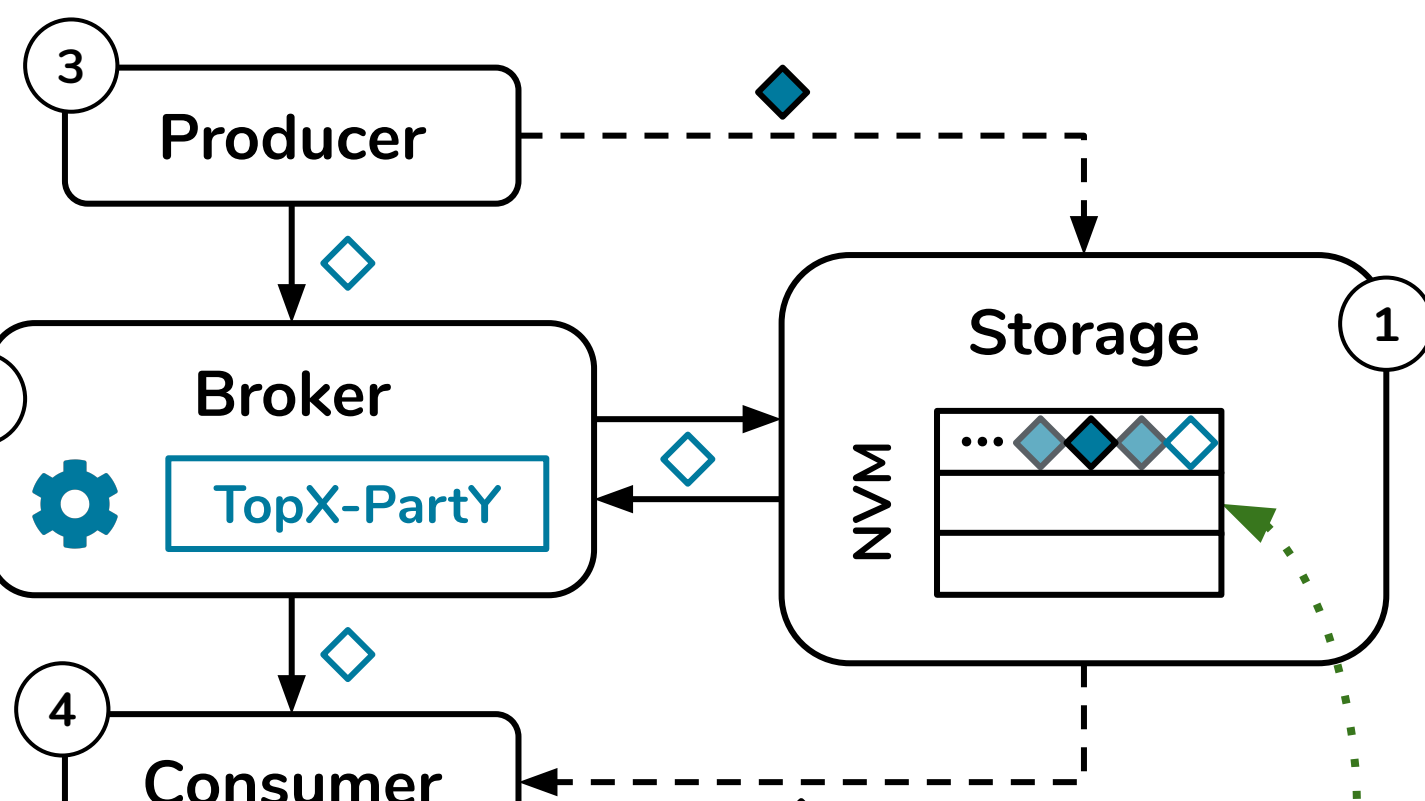 3
Producer
Storage
1
Broker
TopX-PartY
NVM
•••
4
Consumer